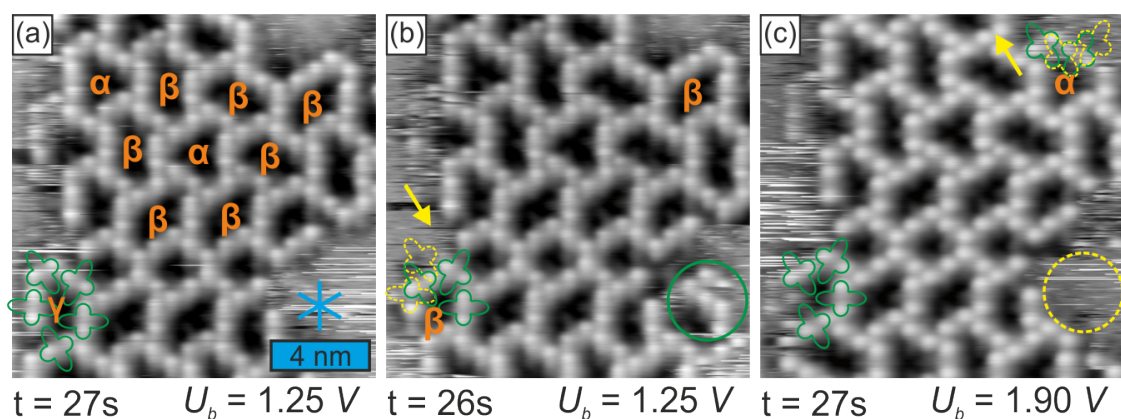 (a)
α
β
β
β
β
α
β
β
β
γ
4 nm
t = 27s
U_b = 1.25 V
(b)
β
β
t = 26s
U_b = 1.25 V
(c)
α
t = 27s
U_b = 1.90 V